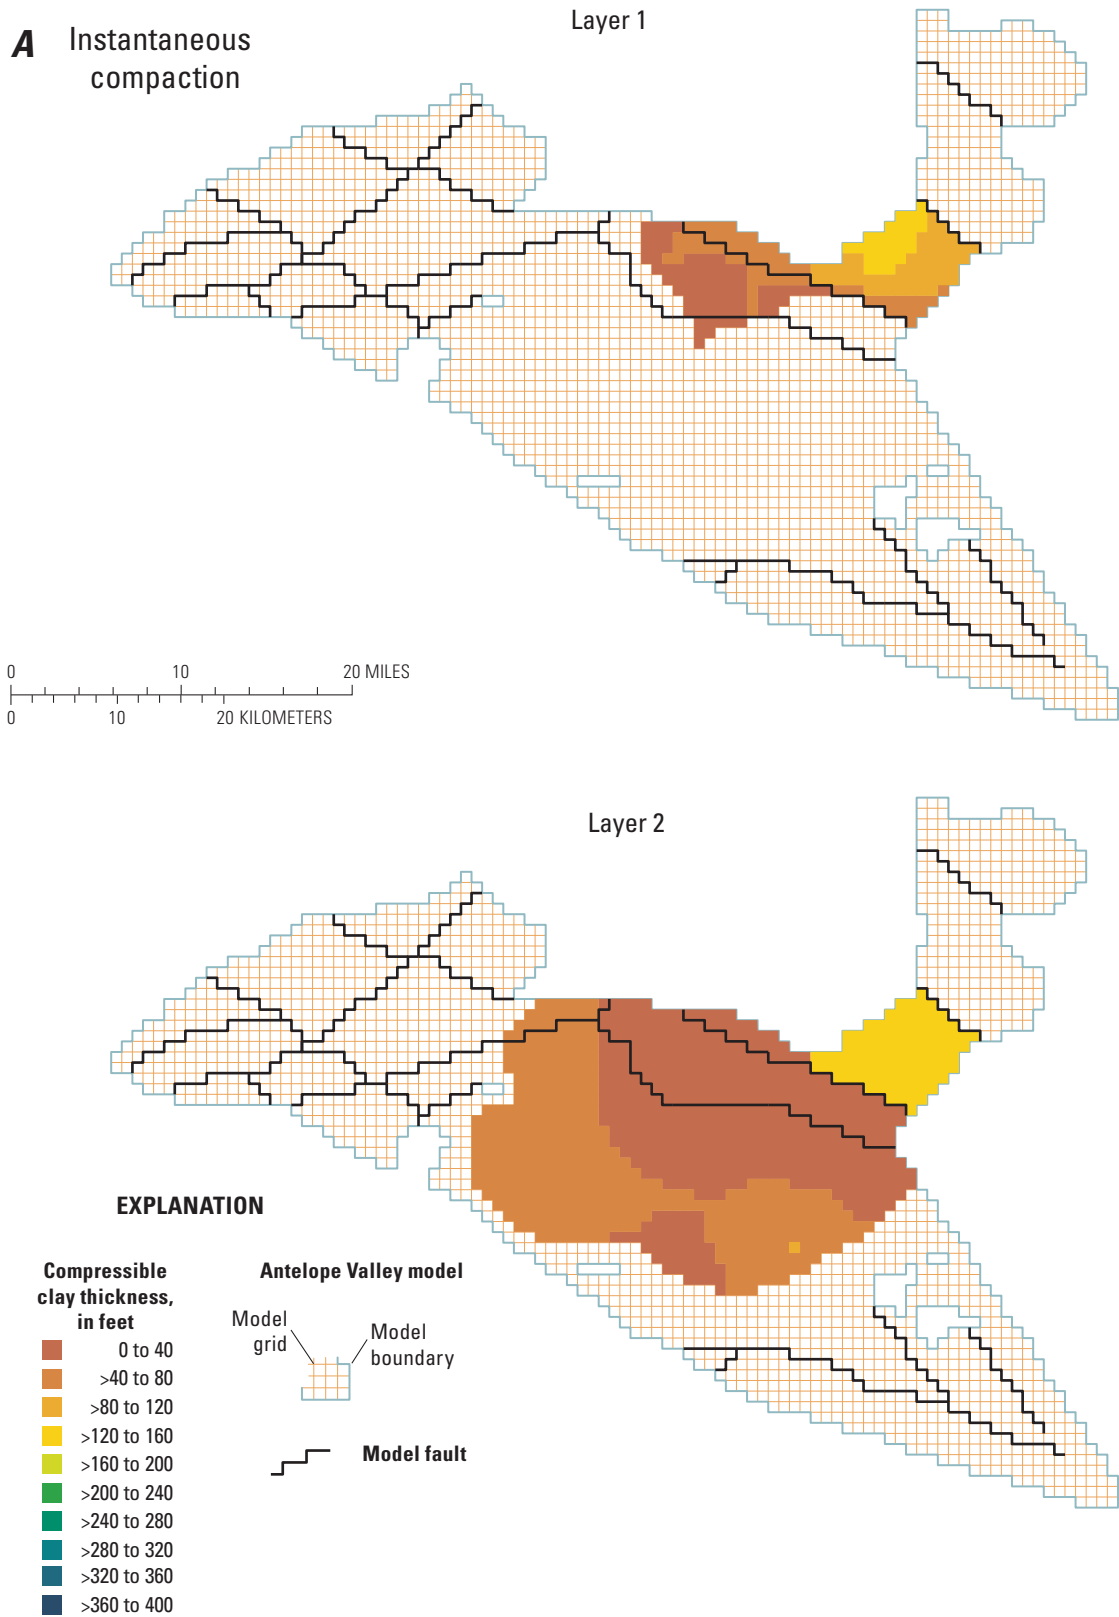 A Instantaneous
compaction
Layer 1
0 10 20 MILES
0 10 20 KILOMETERS
Layer 2
EXPLANATION
Compressible
clay thickness,
in feet
0 to 40
>40 to 80
>80 to 120
>120 to 160
>160 to 200
>200 to 240
>240 to 280
>280 to 320
>320 to 360
>360 to 400
Antelope Valley model
Model
grid
Model
boundary
Model fault